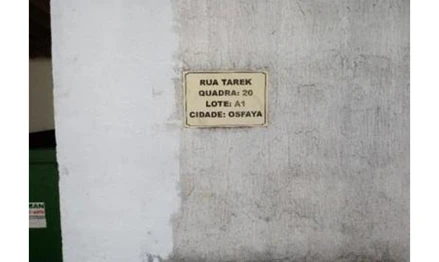 RUA TAREK
QUADRA: 20
LOTE: A1
CIDADE: OSFAYA